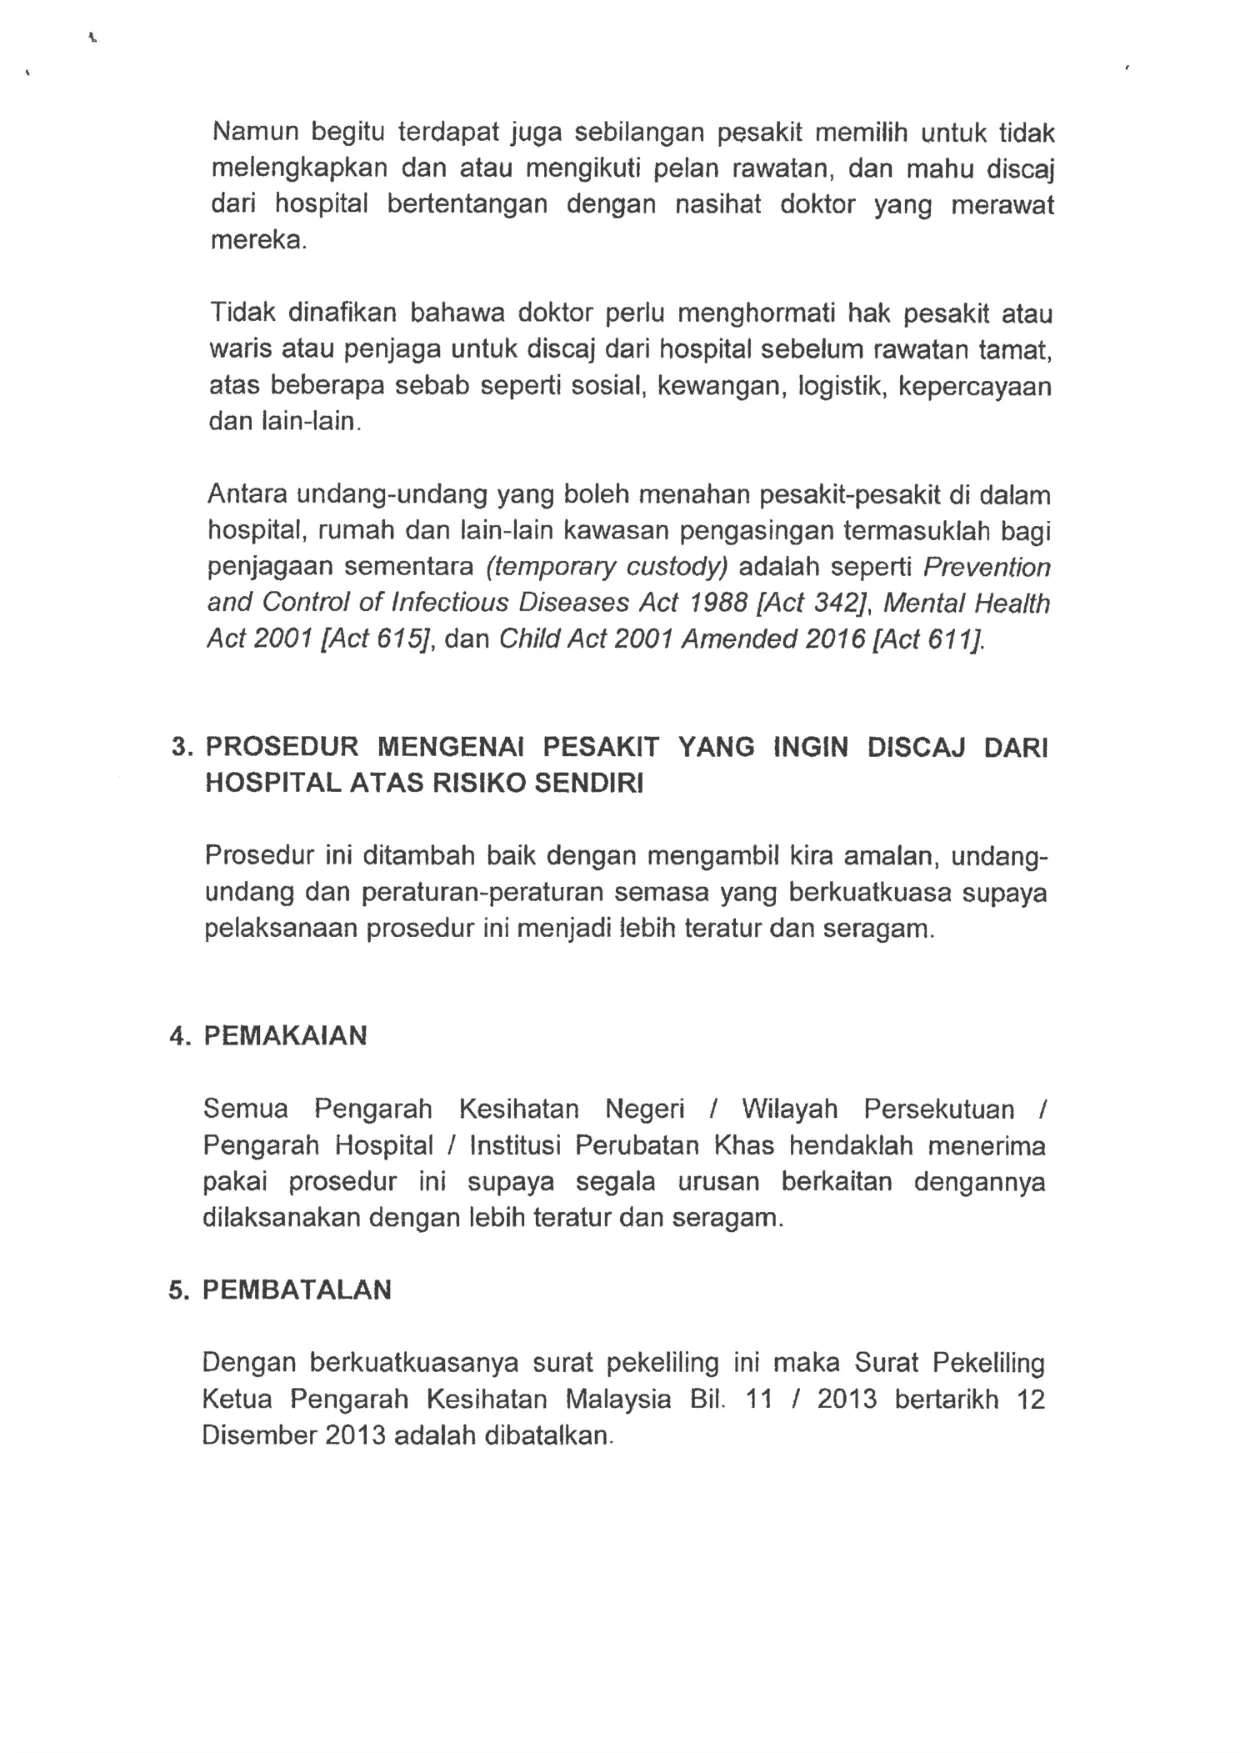 Namun begitu terdapat juga sebilangan pesakit memilih untuk tidak
melengkapkan dan atau mengikuti pelan rawatan, dan mahu discaj
dari hospital bertentangan dengan nasihat doktor yang merawat
mereka.
Tidak dinafikan bahawa doktor perlu menghormati hak pesakit atau
waris atau penjaga untuk discaj dari hospital sebelum rawatan tamat,
atas beberapa sebab seperti sosial, kewangan, logistik, kepercayaan
dan lain-lain.
Antara undang-undang yang boleh menahan pesakit-pesakit di dalam
hospital, rumah dan lain-lain kawasan pengasingan termasuklah bagi
penjagaan sementara (temporary custody) adalah seperti Prevention
and Control of Infectious Diseases Act 1988 [Act 342], Mental Health
Act 2001 [Act 615], dan Child Act 2001 Amended 2016 [Act 611].
3. PROSEDUR MENGENAI PESAKIT YANG INGIN DISCAJ DARI
HOSPITAL ATAS RISIKO SENDIRI
Prosedur ini ditambah baik dengan mengambil kira amalan, undang-
undang dan peraturan-peraturan semasa yang berkuatkuasa supaya
pelaksanaan prosedur ini menjadi lebih teratur dan seragam.
4. PEMAKAIAN
Semua Pengarah Kesihatan Negeri / Wilayah Persekutuan /
Pengarah Hospital / Institusi Perubatan Khas hendaklah menerima
pakai prosedur ini supaya segala urusan berkaitan dengannya
dilaksanakan dengan lebih teratur dan seragam.
5. PEMBATALAN
Dengan berkuatkuasanya surat pekeliling ini maka Surat Pekeliling
Ketua Pengarah Kesihatan Malaysia Bil. 11 / 2013 bertarikh 12
Disember 2013 adalah dibatalkan.